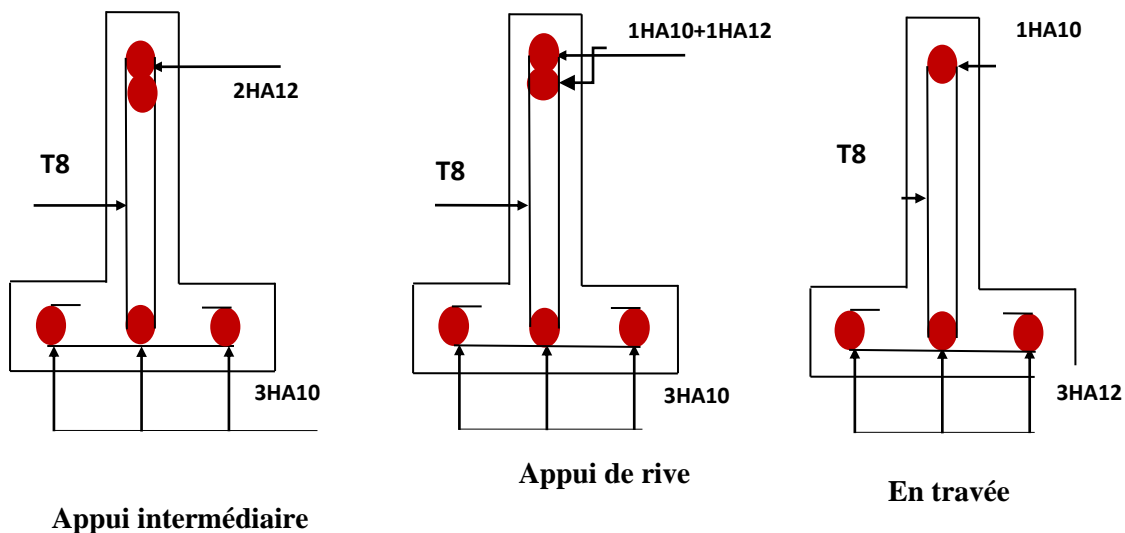 2HA12
T8
3HA10
Appui intermédiaire
1HA10+1HA12
T8
3HA10
Appui de rive
1HA10
T8
3HA12
En travée